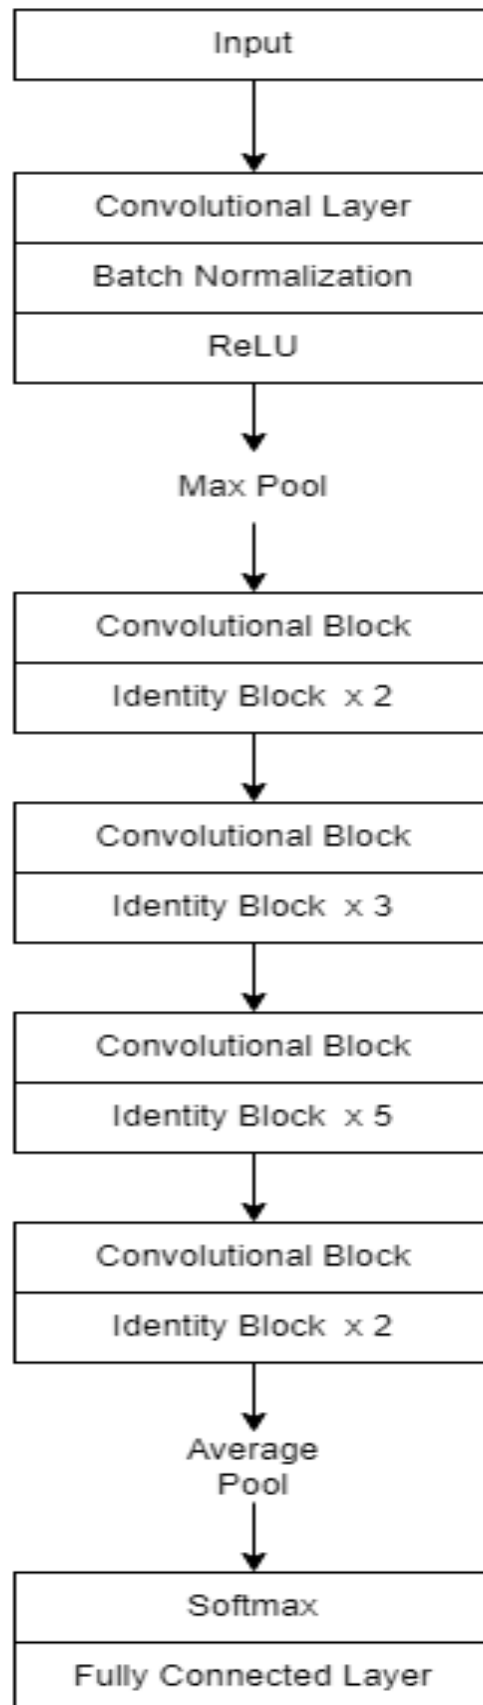 Input
Convolutional Layer
Batch Normalization
ReLU
Max Pool
Convolutional Block
Identity Block x 2
Convolutional Block
Identity Block x 3
Convolutional Block
Identity Block x 5
Convolutional Block
Identity Block x 2
Average
Pool
Softmax
Fully Connected Layer